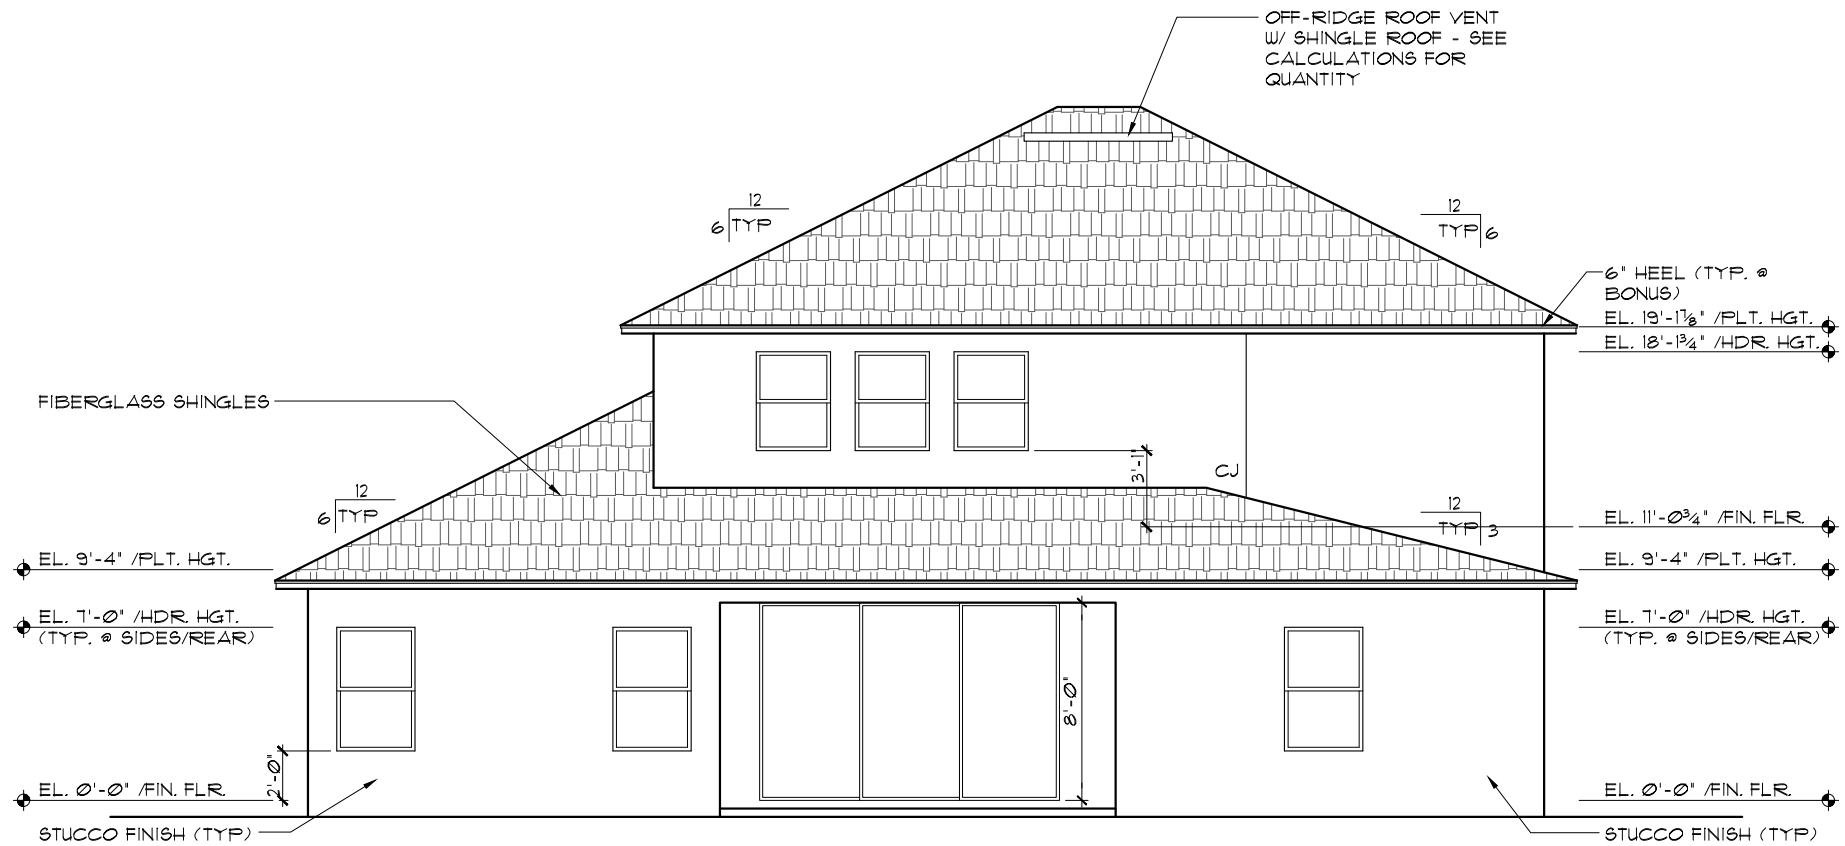 OFF-RIDGE ROOF VENT
W/ SHINGLE ROOF - SEE
CALCULATIONS FOR
QUANTITY
12
6 TYP
12
TYP 6
6" HEEL (TYP. @
BONUS)
EL. 19'-1⅞" /PLT. HGT.
EL. 18'-1¾" /HDR. HGT.
FIBERGLASS SHINGLES
3'-1"
CJ
12
6 TYP
12
TYP 3
EL. 11'-0¾" /FIN. FLR.
EL. 9'-4" /PLT. HGT.
EL. 9'-4" /PLT. HGT.
EL. 7'-0" /HDR. HGT.
(TYP. @ SIDES/REAR)
EL. 7'-0" /HDR. HGT.
(TYP. @ SIDES/REAR)
8'-0"
2'-0"
EL. 0'-0" /FIN. FLR.
EL. 0'-0" /FIN. FLR.
STUCCO FINISH (TYP)
STUCCO FINISH (TYP)